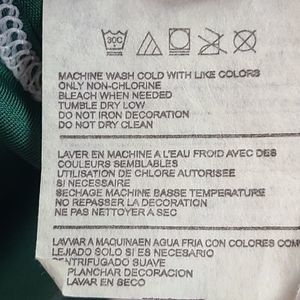 30C
MACHINE WASH COLD WITH LIKE COLORS
ONLY NON-CHLORINE
BLEACH WHEN NEEDED
TUMBLE DRY LOW
DO NOT IRON DECORATION
DO NOT DRY CLEAN
LAVER EN MACHINE A L'EAU FROID AVEC DES
COULEURS SEMBLABLES
UTILISATION DE CHLORE AUTORISEE
SI NECESSAIRE
SECHAGE MACHINE BASSE TEMPERATURE
NO REPASSER LA DECORATION
NE PAS NETTOYER A SEC
LAVVAR A MAQUINAEN AGUA FRIA CON COLORES
LEJIADO SOLO SI ES NECESARIO
CENTRIFUGADO SUAVE
PLANCHAR DECORACION
LAVAR EN SECO